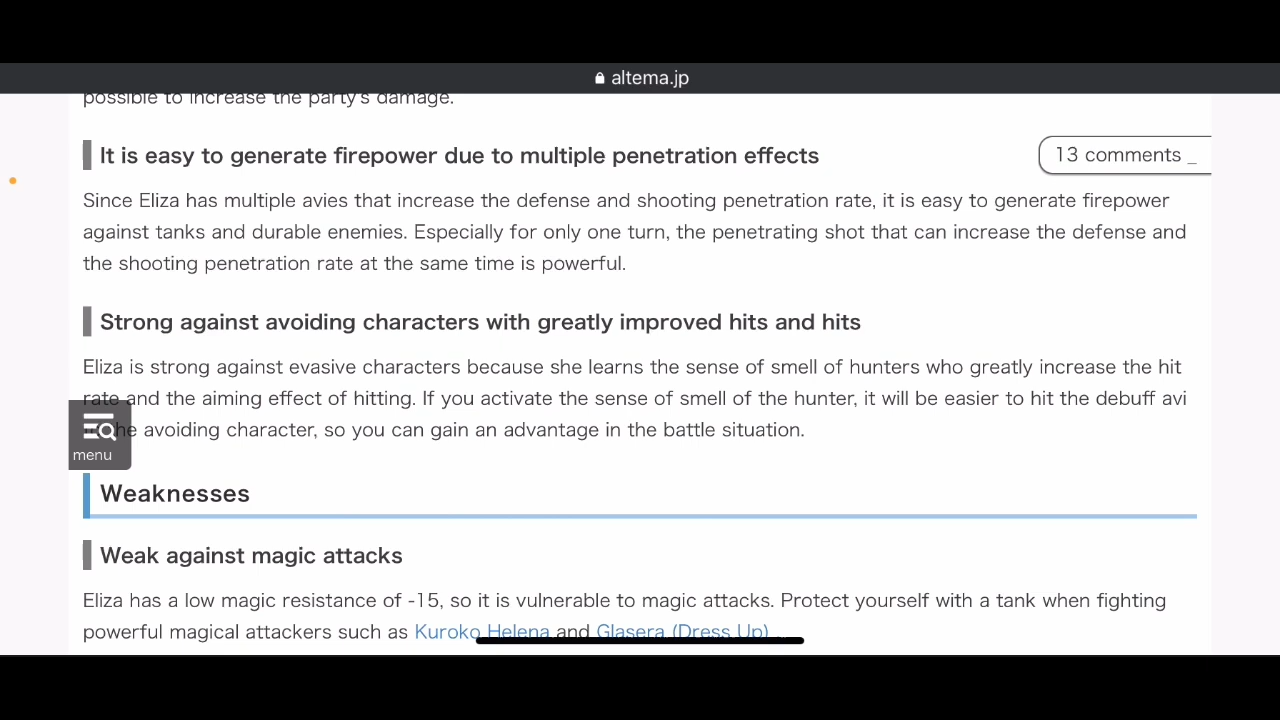 altema.jp
possible to increase the party's damage.
It is easy to generate firepower due to multiple penetration effects
13 comments _
Since Eliza has multiple avies that increase the defense and shooting penetration rate, it is easy to generate firepower
against tanks and durable enemies. Especially for only one turn, the penetrating shot that can increase the defense and
the shooting penetration rate at the same time is powerful.
Strong against avoiding characters with greatly improved hits and hits
Eliza is strong against evasive characters because she learns the sense of smell of hunters who greatly increase the hit
rate and the aiming effect of hitting. If you activate the sense of smell of the hunter, it will be easier to hit the debuff avi
he avoiding character, so you can gain an advantage in the battle situation.
menu
Weaknesses
Weak against magic attacks
Eliza has a low magic resistance of -15, so it is vulnerable to magic attacks. Protect yourself with a tank when fighting
powerful magical attackers such as Kuroko Helena and Glasera (Dress Up)